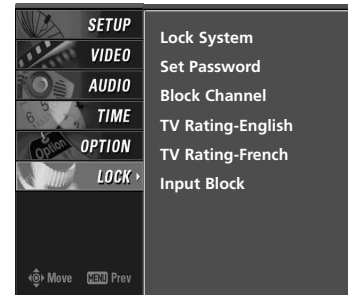 SETUP
VIDEO
AUDIO
TIME
OPTION
LOCK
Lock System
Set Password
Block Channel
TV Rating-English
TV Rating-French
Input Block
Option
Move MENU Prev